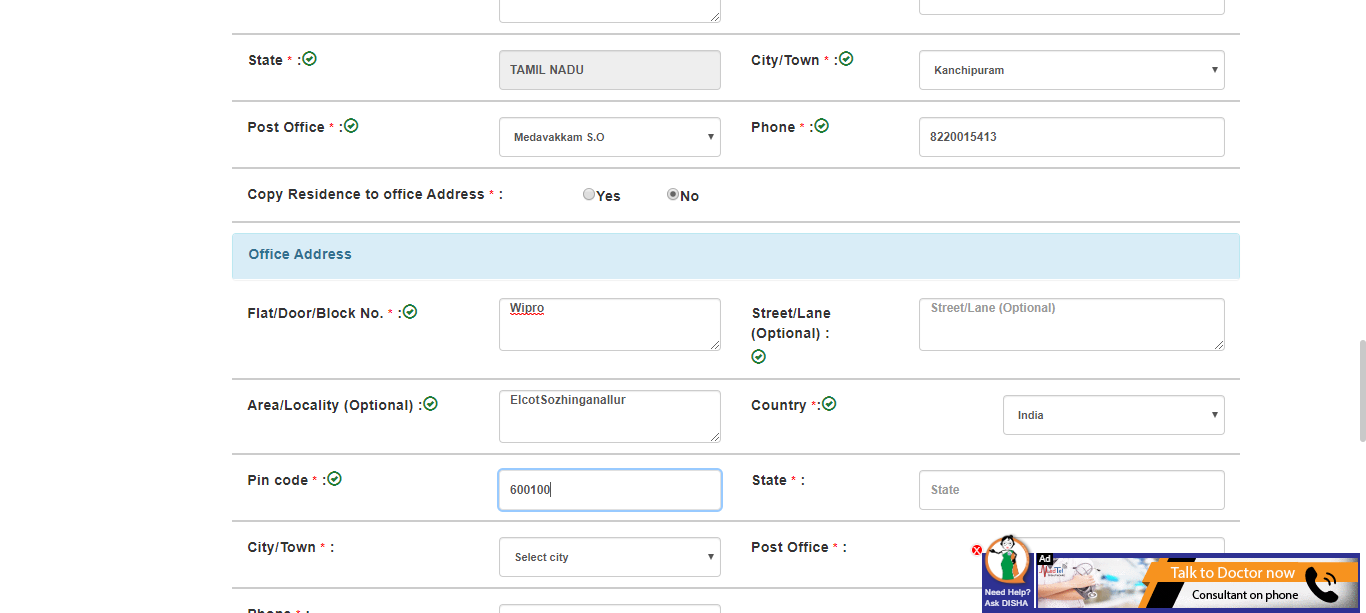 State * :
TAMIL NADU
City/Town * :
Kanchipuram
Post Office * :
Medavakkam S.O
Phone * :
8220015413
Copy Residence to office Address * :
Yes
No
Office Address
Flat/Door/Block No. * :
Wipro
Street/Lane
(Optional) :
Street/Lane (Optional)
Area/Locality (Optional) :
ElcotSozhinganallur
Country *:
India
Pin code * :
600100
State * :
State
City/Town * :
Select city
Post Office * :
Phone * :
Need Help?
Ask DISHA
Ad
Talk to Doctor now
Consultant on phone